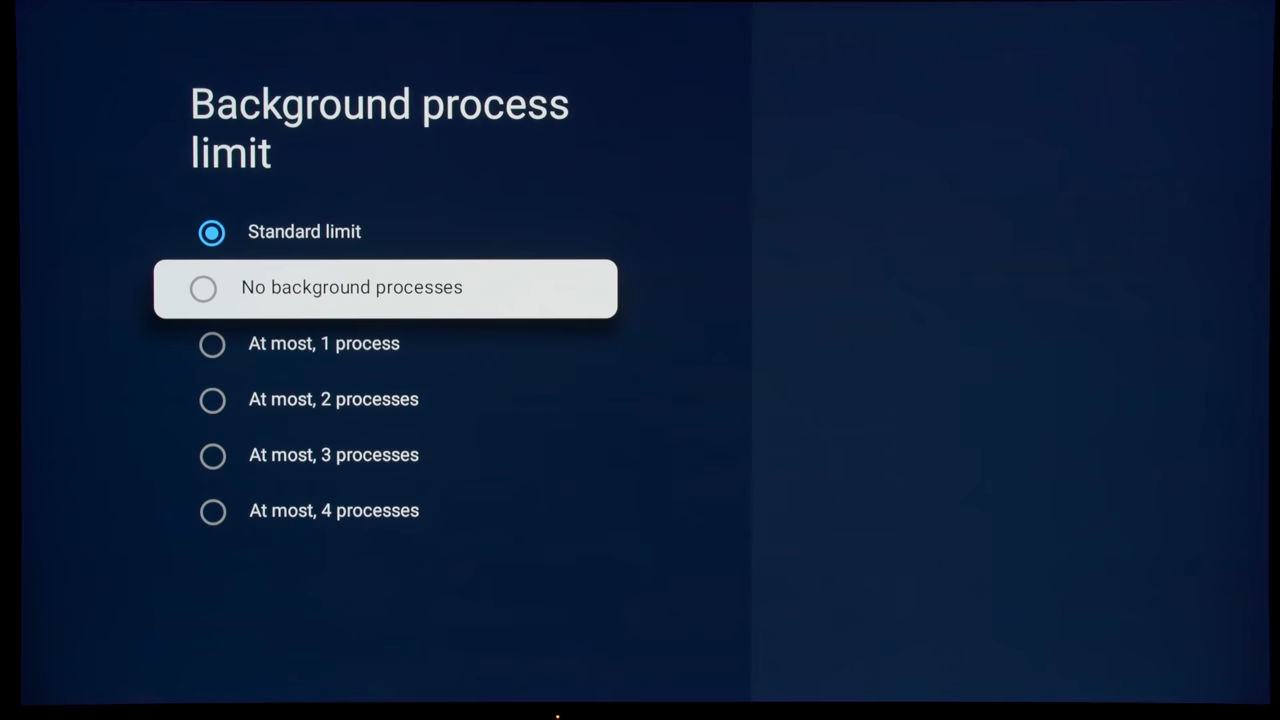 Background process
limit
Standard limit
No background processes
At most, 1 process
At most, 2 processes
At most, 3 processes
At most, 4 processes